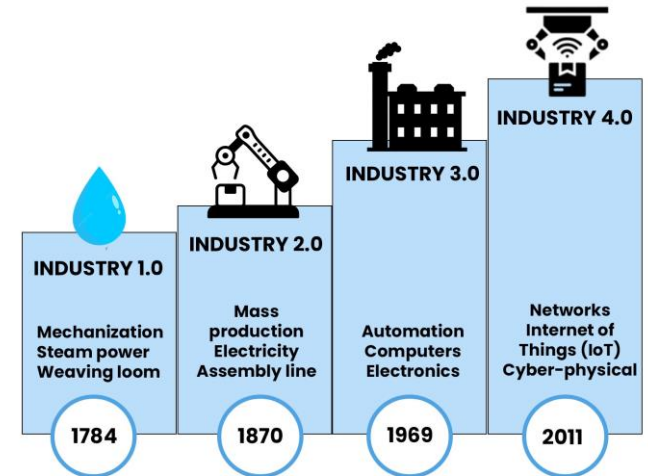 INDUSTRY 1.0
Mechanization
Steam power
Weaving loom
1784
INDUSTRY 2.0
Mass
production
Electricity
Assembly line
1870
INDUSTRY 3.0
Automation
Computers
Electronics
1969
INDUSTRY 4.0
Networks
Internet of
Things (IoT)
Cyber-physical
2011